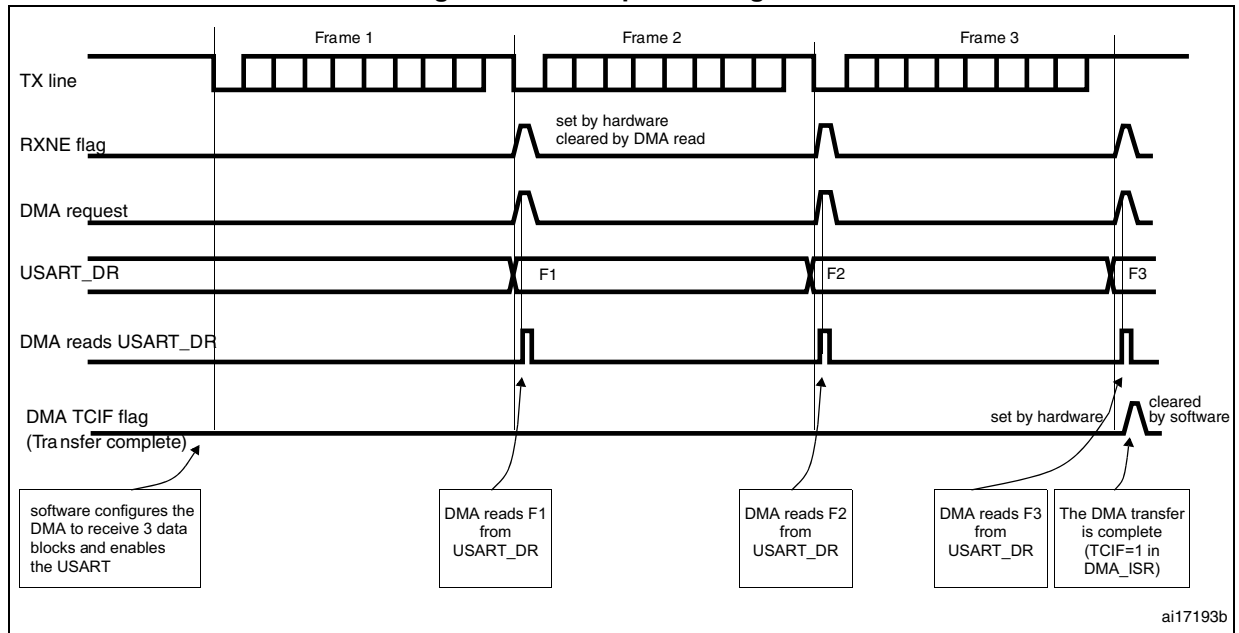 Frame 1
Frame 2
Frame 3
TX line
set by hardware
cleared by DMA read
RXNE flag
DMA request
USART_DR
F1
F2
F3
DMA reads USART_DR
DMA TCIF flag
(Transfer complete)
set by hardware
cleared
by software
software configures the
DMA to receive 3 data
blocks and enables
the USART
DMA reads F1
from
USART_DR
DMA reads F2
from
USART_DR
DMA reads F3
from
USART_DR
The DMA transfer
is complete
(TCIF=1 in
DMA_ISR)
ai17193b